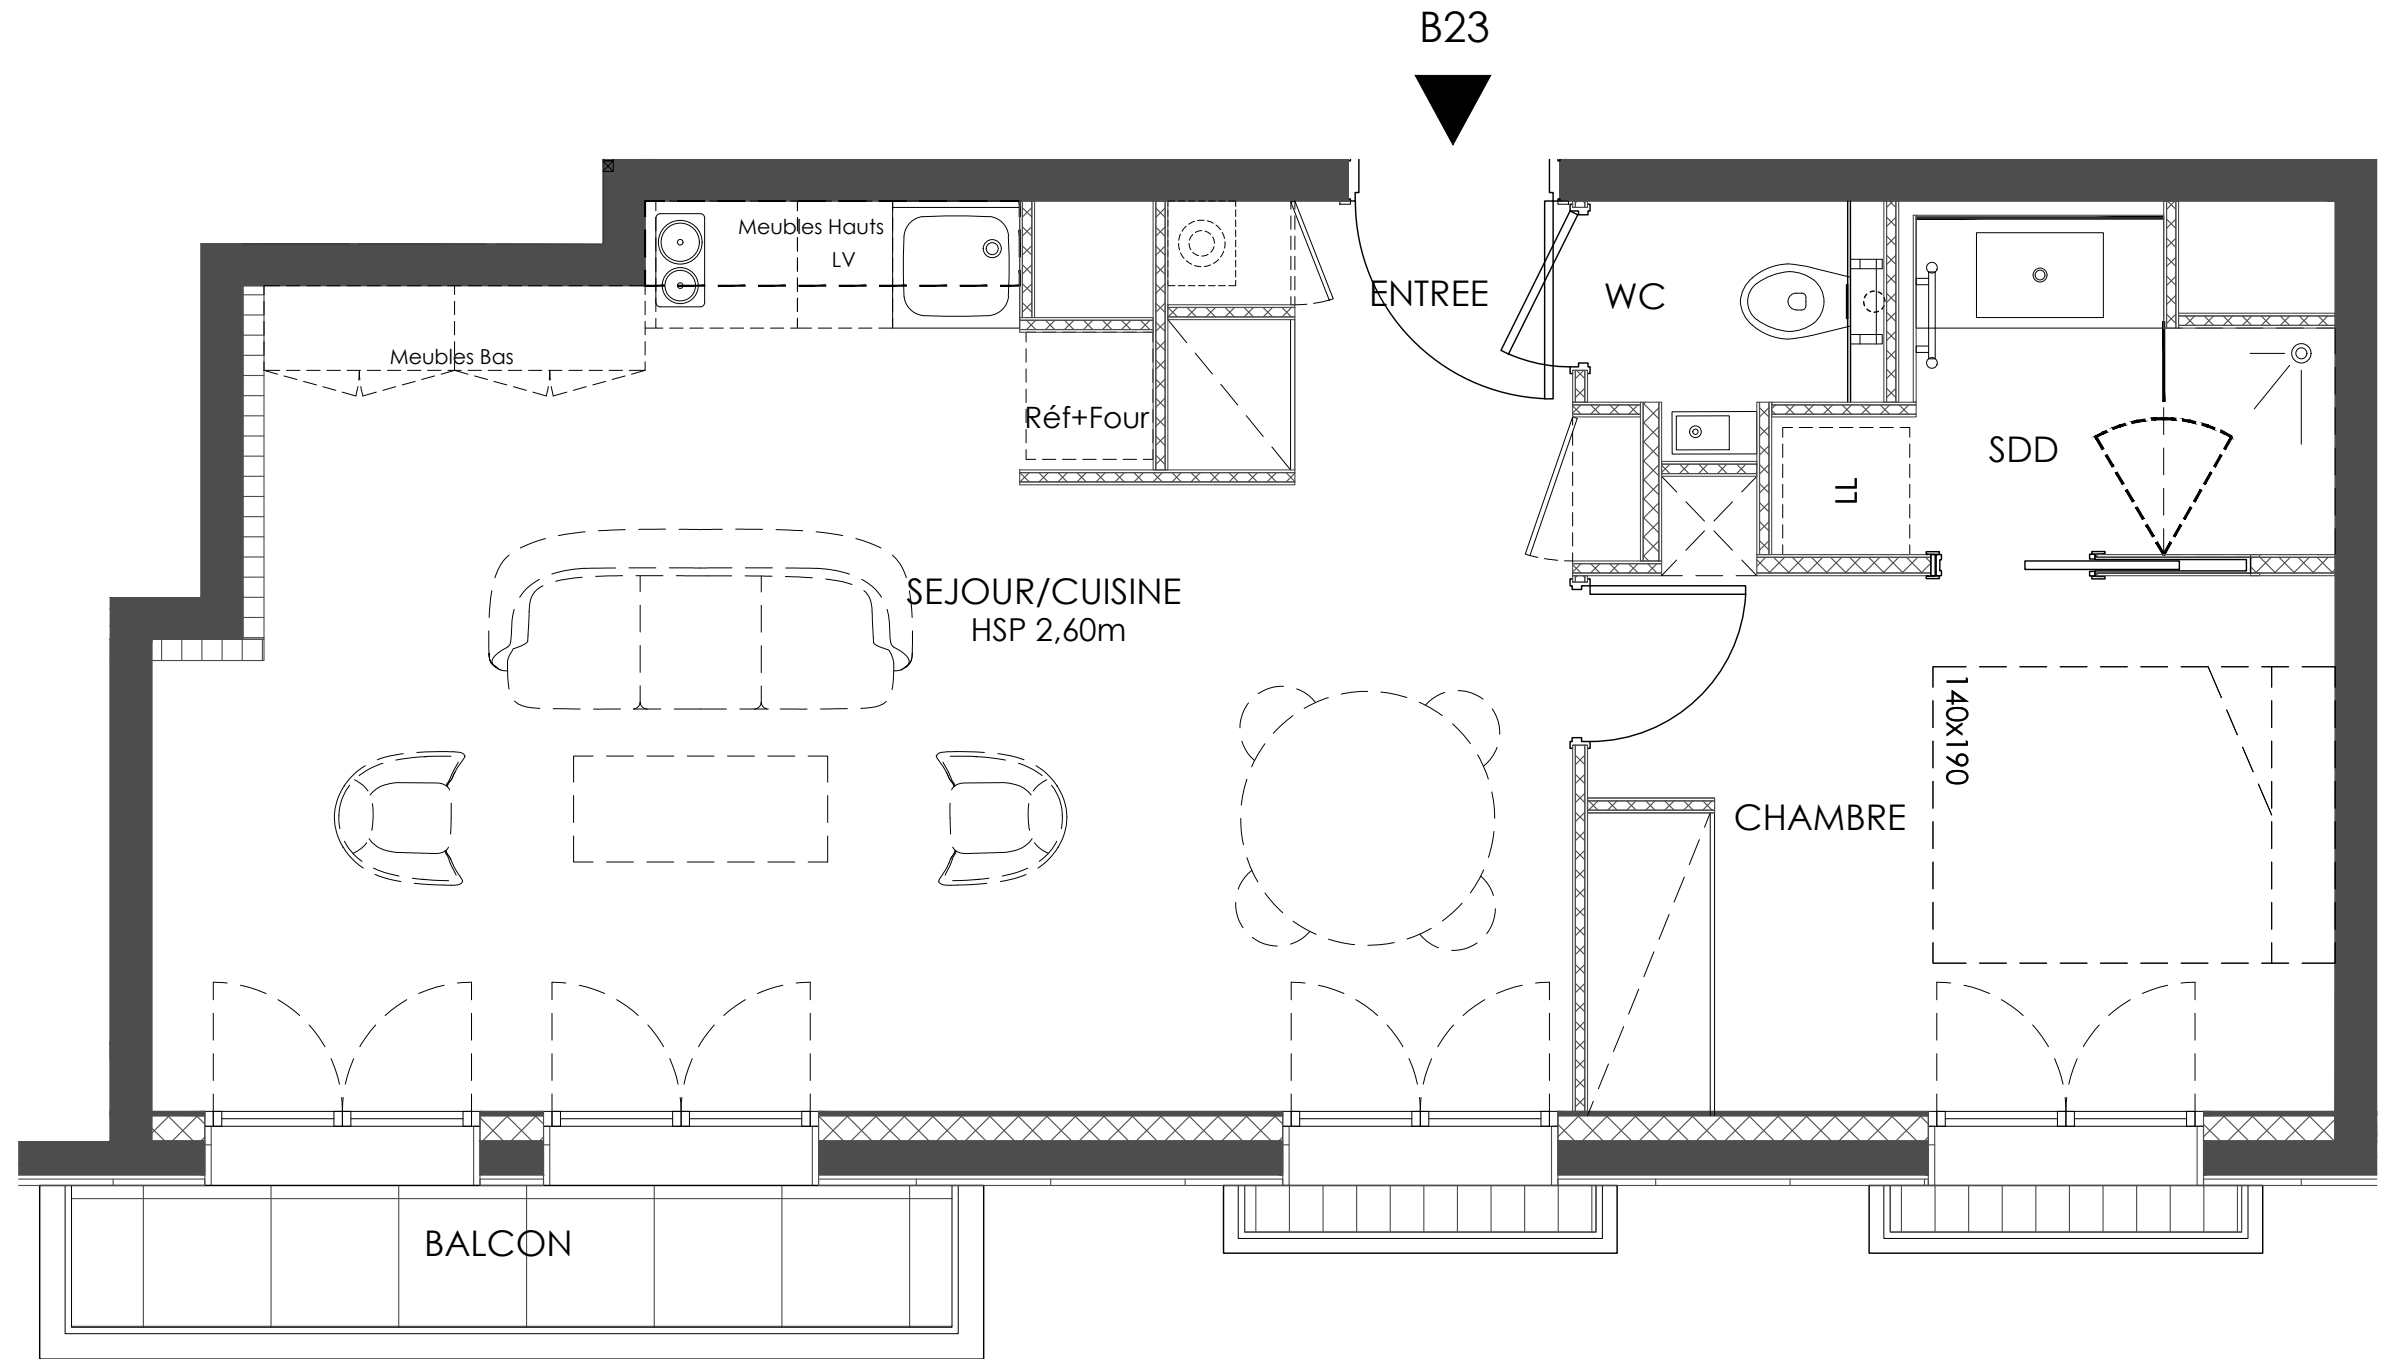 B23
Meubles Hauts
LV
ENTREE
WC
Meubles Bas
Réf+Four
SDD
LL
SEJOUR/CUISINE
HSP 2,60m
140x190
CHAMBRE
BALCON